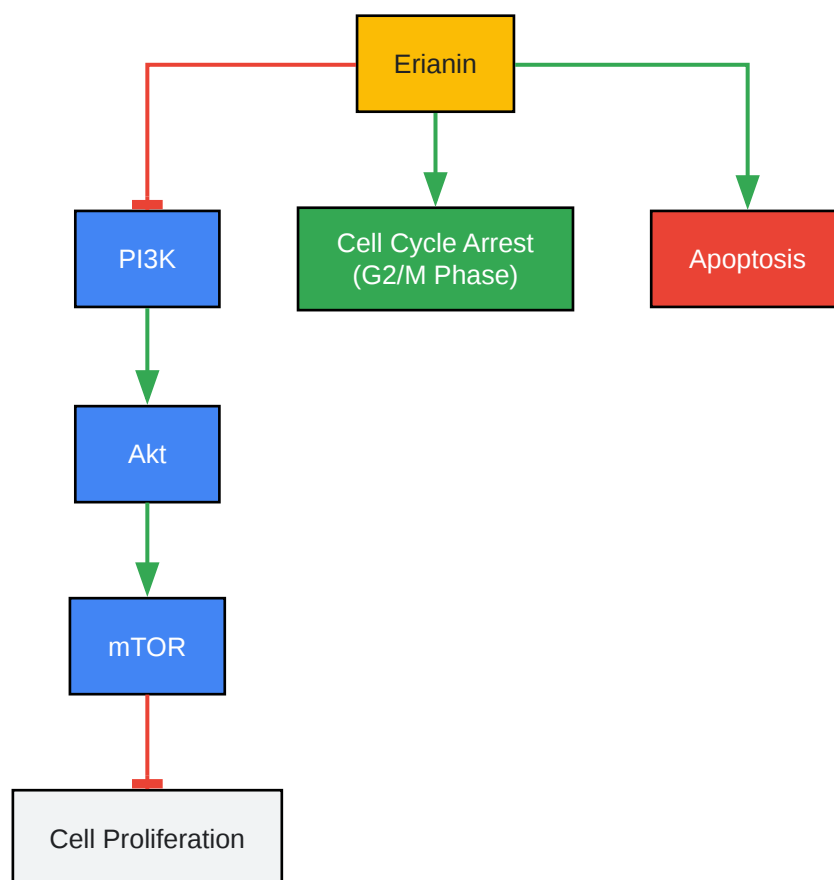 Erianin
PI3K
Cell Cycle Arrest
(G2/M Phase)
Apoptosis
Akt
mTOR
Cell Proliferation